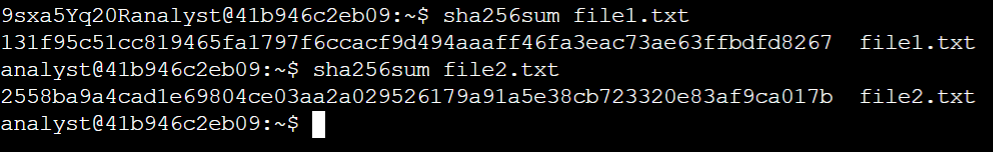 9sxa5Yq20Ranalyst@41b946c2eb09:~$ sha256sum file1.txt
131f95c51cc819465fa1797f6ccacf9d494aaaff46fa3eac73ae63ffbdfd8267  file1.txt
analyst@41b946c2eb09:~$ sha256sum file2.txt
2558ba9a4cad1e69804ce03aa2a029526179a91a5e38cb723320e83af9ca017b  file2.txt
analyst@41b946c2eb09:~$